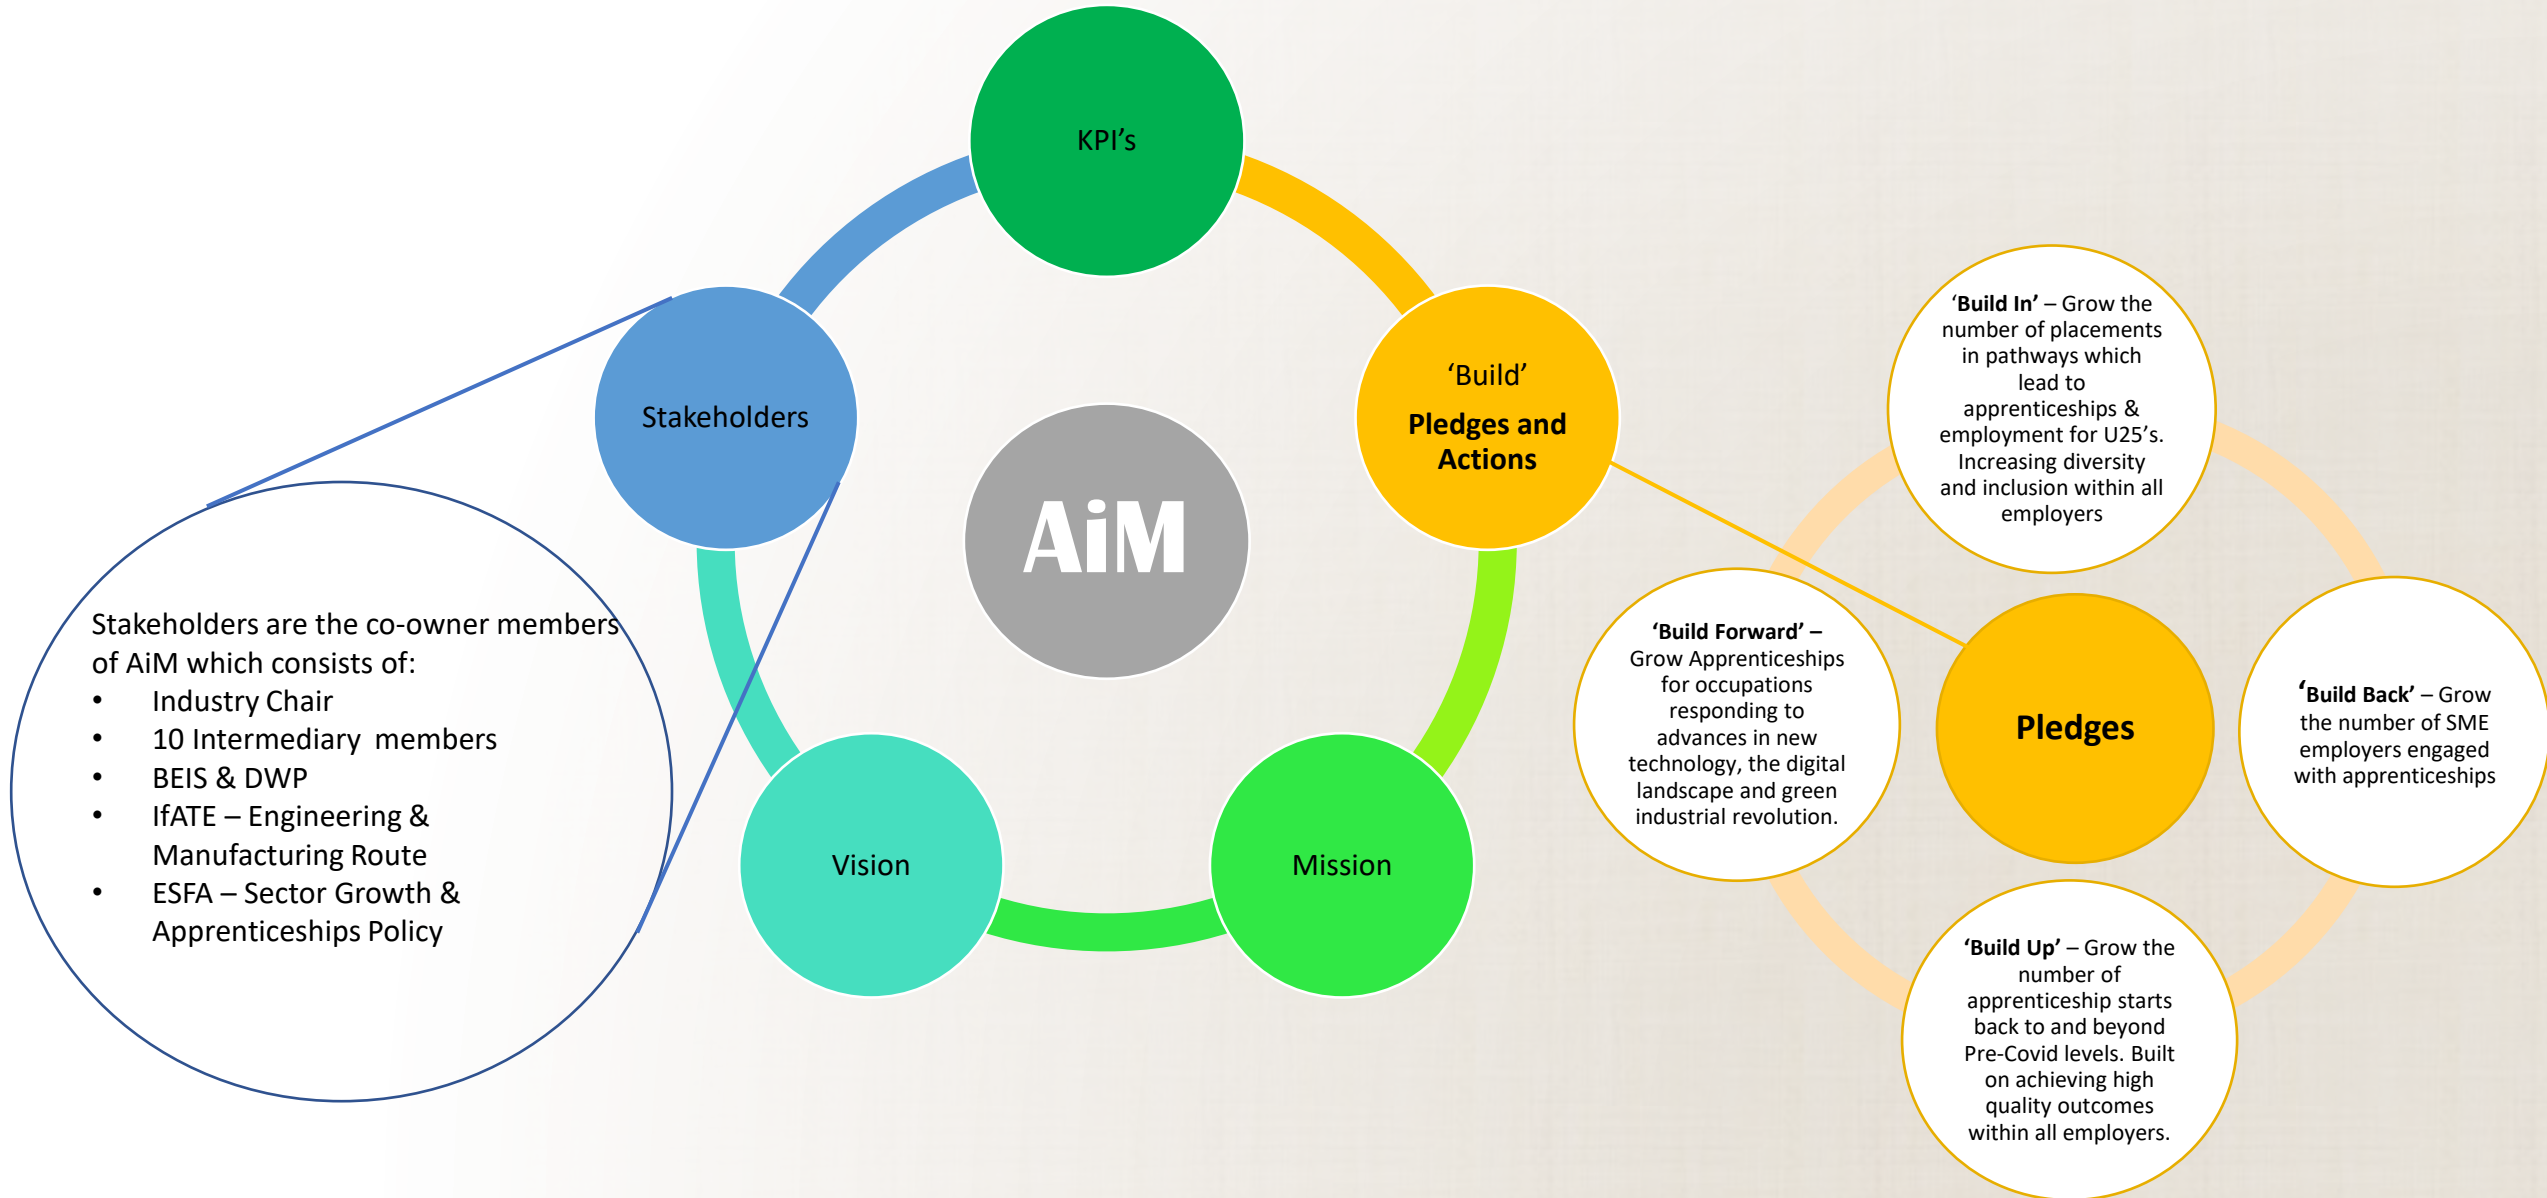 KPI’s
‘Build’
Pledges and
Actions
Mission
Vision
Stakeholders
AiM
Stakeholders are the co-owner members
of AiM which consists of:
• Industry Chair
• 10 Intermediary members
• BEIS & DWP
• IfATE – Engineering &
Manufacturing Route
• ESFA – Sector Growth &
Apprenticeships Policy
Pledges
‘Build In’ – Grow the
number of placements
in pathways which
lead to
apprenticeships &
employment for U25’s.
Increasing diversity
and inclusion within all
employers
‘Build Back’ – Grow
the number of SME
employers engaged
with apprenticeships
‘Build Up’ – Grow the
number of
apprenticeship starts
back to and beyond
Pre-Covid levels. Built
on achieving high
quality outcomes
within all employers.
‘Build Forward’ –
Grow Apprenticeships
for occupations
responding to
advances in new
technology, the digital
landscape and green
industrial revolution.